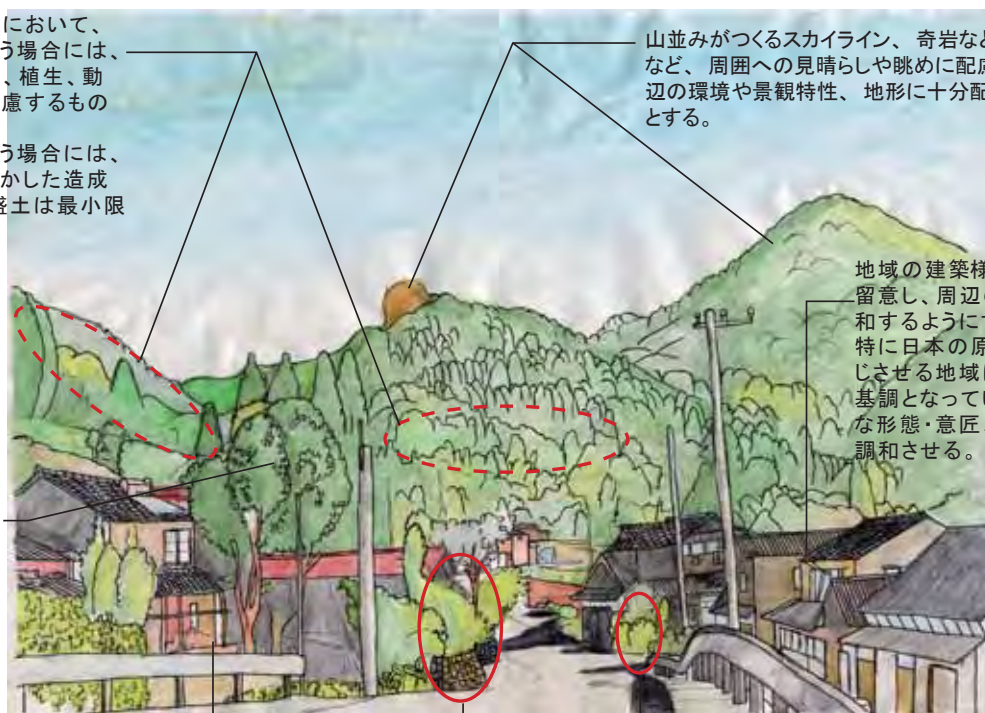 において、
う場合には、
、植生、動
慮するもの
う場合には、
かした造成
盛土は最小限
山並みがつくるスカイライン、奇岩など
など、周囲への見晴らしや眺めに配慮
辺の環境や景観特性、地形に十分配
とする。
地域の建築様
留意し、周辺の
和するように
特に日本の原
じさせる地域に
基調となってい
な形態・意匠
調和させる。